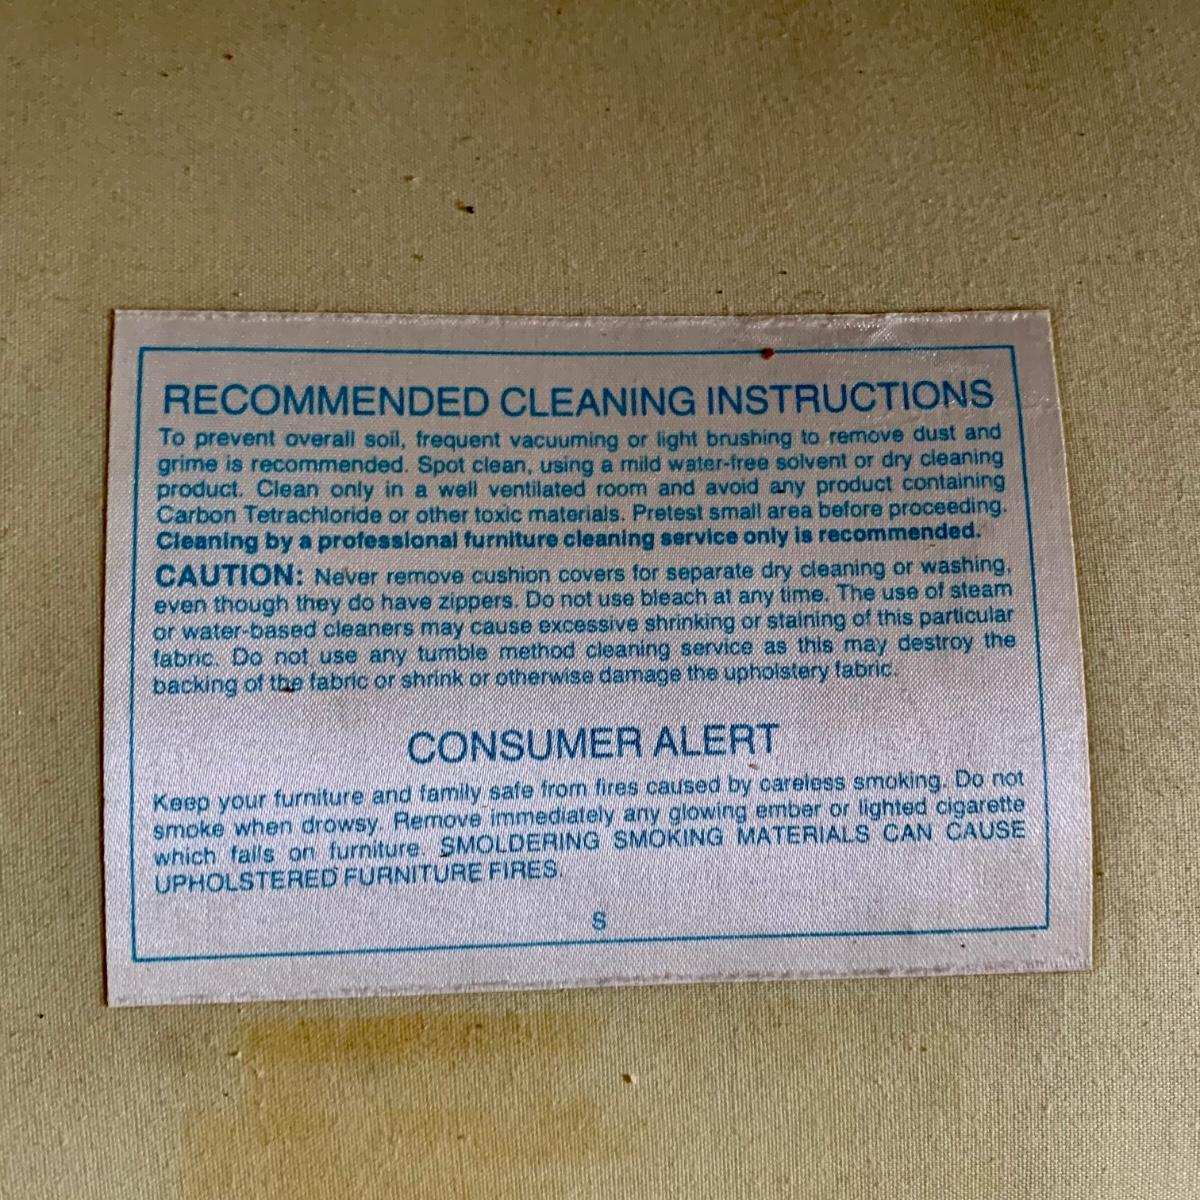 RECOMMENDED CLEANING INSTRUCTIONS
To prevent overall soil, frequent vacuuming or light brushing to remove dust and
grime is recommended. Spot clean, using a mild water-free solvent or dry cleaning
product. Clean only in a well ventilated room and avoid any product containing
Carbon Tetrachloride or other toxic materials. Pretest small area before proceeding.
Cleaning by a professional furniture cleaning service only is recommended.
CAUTION: Never remove cushion covers for separate dry cleaning or washing,
even though they do have zippers. Do not use bleach at any time. The use of steam
or water-based cleaners may cause excessive shrinking or staining of this particular
fabric. Do not use any tumble method cleaning service as this may destroy the
backing of the fabric or shrink or otherwise damage the upholstery fabric.
CONSUMER ALERT
Keep your furniture and family safe from fires caused by careless smoking. Do not
smoke when drowsy. Remove immediately any glowing ember or lighted cigarette
which falls on furniture. SMOLDERING SMOKING MATERIALS CAN CAUSE
UPHOLSTERED FURNITURE FIRES.
S